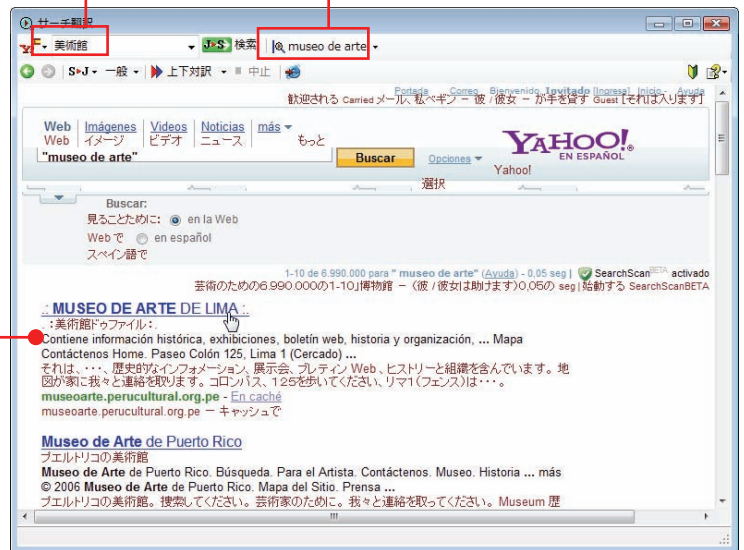 サーチ翻訳
美術館 J▸S 検索 museo de arte
S▸J 一般 上下対訳 中止
Portada Correo Bienvenido, Invitado [Ingresa] Inicio - Ayuda
歓迎される Carried メール、私ペギン － 彼 / 彼女 － が手を貸す Guest [それは入ります]
Web Imágenes Videos Noticias más
Web イメージ ビデオ ニュース もっと
"museo de arte" Buscar Opciones YAHOO! EN ESPAÑOL
選択 Yahoo!
Buscar:
見ることために: en la Web
Web で en español
スペイン語で
1-10 de 6.990.000 para " museo de arte" (Ayuda) - 0,05 seg | SearchScan BETA activado
芸術のための6.990.000の1-10｣博物館 － 〈彼 / 彼女は助けます〉0,05の seg | 始動する SearchScanBETA
.: MUSEO DE ARTE DE LIMA :.
. :美術館ドゥファイル : .
Contiene información histórica, exhibiciones, boletín web, historia y organización, ... Mapa
Contáctenos Home. Paseo Colón 125, Lima 1 (Cercado) ...
それは、・・・、歴史的なインフォメーション、展示会、ブレティン Web 、ヒストリーと組織を含んでいます。 地
図が家に我々と連絡を取ります。 コロンバス、１２５を歩いてください、リマ1(フェンス)は・・・。
museoarte.perucultural.org.pe - En caché
museoarte.perucultural.org.pe － キャッシュで
Museo de Arte de Puerto Rico
プエルトリコの美術館
Museo de Arte de Puerto Rico. Búsqueda. Para el Artista. Contáctenos. Museo. Historia ... más
© 2006 Museo de Arte de Puerto Rico. Mapa del Sitio. Prensa ...
プエルトリコの美術館。 捜索してください。 芸術家のために。 我々と連絡を取ってください。 Museum 歴